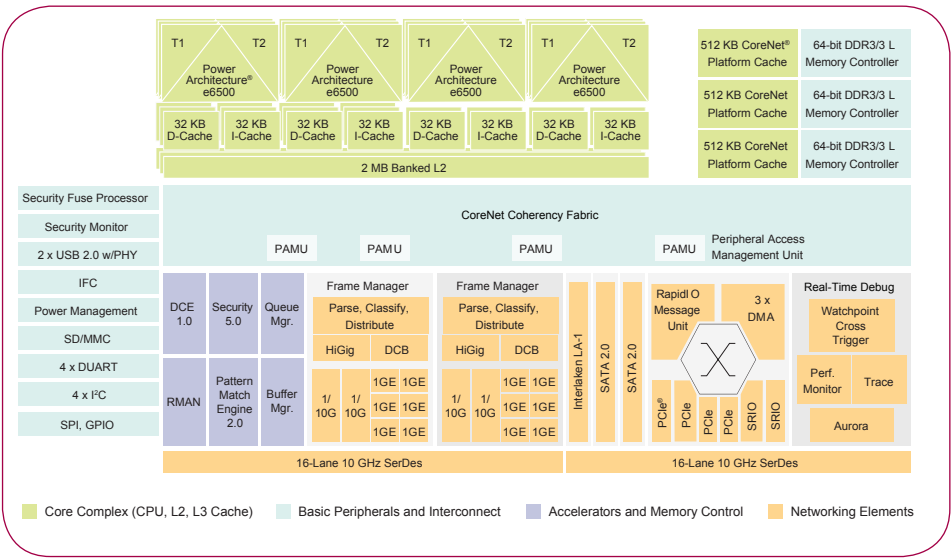 T1 T2 T1 T2 T1 T2 T1 T2
Power
Architecture®
e6500
Power
Architecture
e6500
Power
Architecture
e6500
Power
Architecture
e6500
32 KB
D-Cache
32 KB
I-Cache
32 KB
D-Cache
32 KB
I-Cache
32 KB
D-Cache
32 KB
I-Cache
32 KB
D-Cache
32 KB
I-Cache
2 MB Banked L2
512 KB CoreNet®
Platform Cache
64-bit DDR3/3 L
Memory Controller
512 KB CoreNet
Platform Cache
64-bit DDR3/3 L
Memory Controller
512 KB CoreNet
Platform Cache
64-bit DDR3/3 L
Memory Controller
Security Fuse Processor
Security Monitor
2 x USB 2.0 w/PHY
IFC
Power Management
SD/MMC
4 x DUART
4 x I²C
SPI, GPIO
CoreNet Coherency Fabric
PAMU
PAMU
PAMU
PAMU
Peripheral Access
Management Unit
DCE
1.0
Security
5.0
Queue
Mgr.
RMAN
Pattern
Match
Engine
2.0
Buffer
Mgr.
Frame Manager
Parse, Classify,
Distribute
HiGig
DCB
1/
10G
1/
10G
1GE 1GE
1GE 1GE
1GE 1GE
Frame Manager
Parse, Classify,
Distribute
HiGig
DCB
1/
10G
1/
10G
1GE 1GE
1GE 1GE
1GE 1GE
Interlaken LA-1
SATA 2.0
SATA 2.0
RapidI O
Message
Unit
3 x
DMA
PCIe®
PCIe
PCIe
PCIe
SRIO
SRIO
Real-Time Debug
Watchpoint
Cross
Trigger
Perf.
Monitor
Trace
Aurora
16-Lane 10 GHz SerDes
16-Lane 10 GHz SerDes
Core Complex (CPU, L2, L3 Cache)
Basic Peripherals and Interconnect
Accelerators and Memory Control
Networking Elements